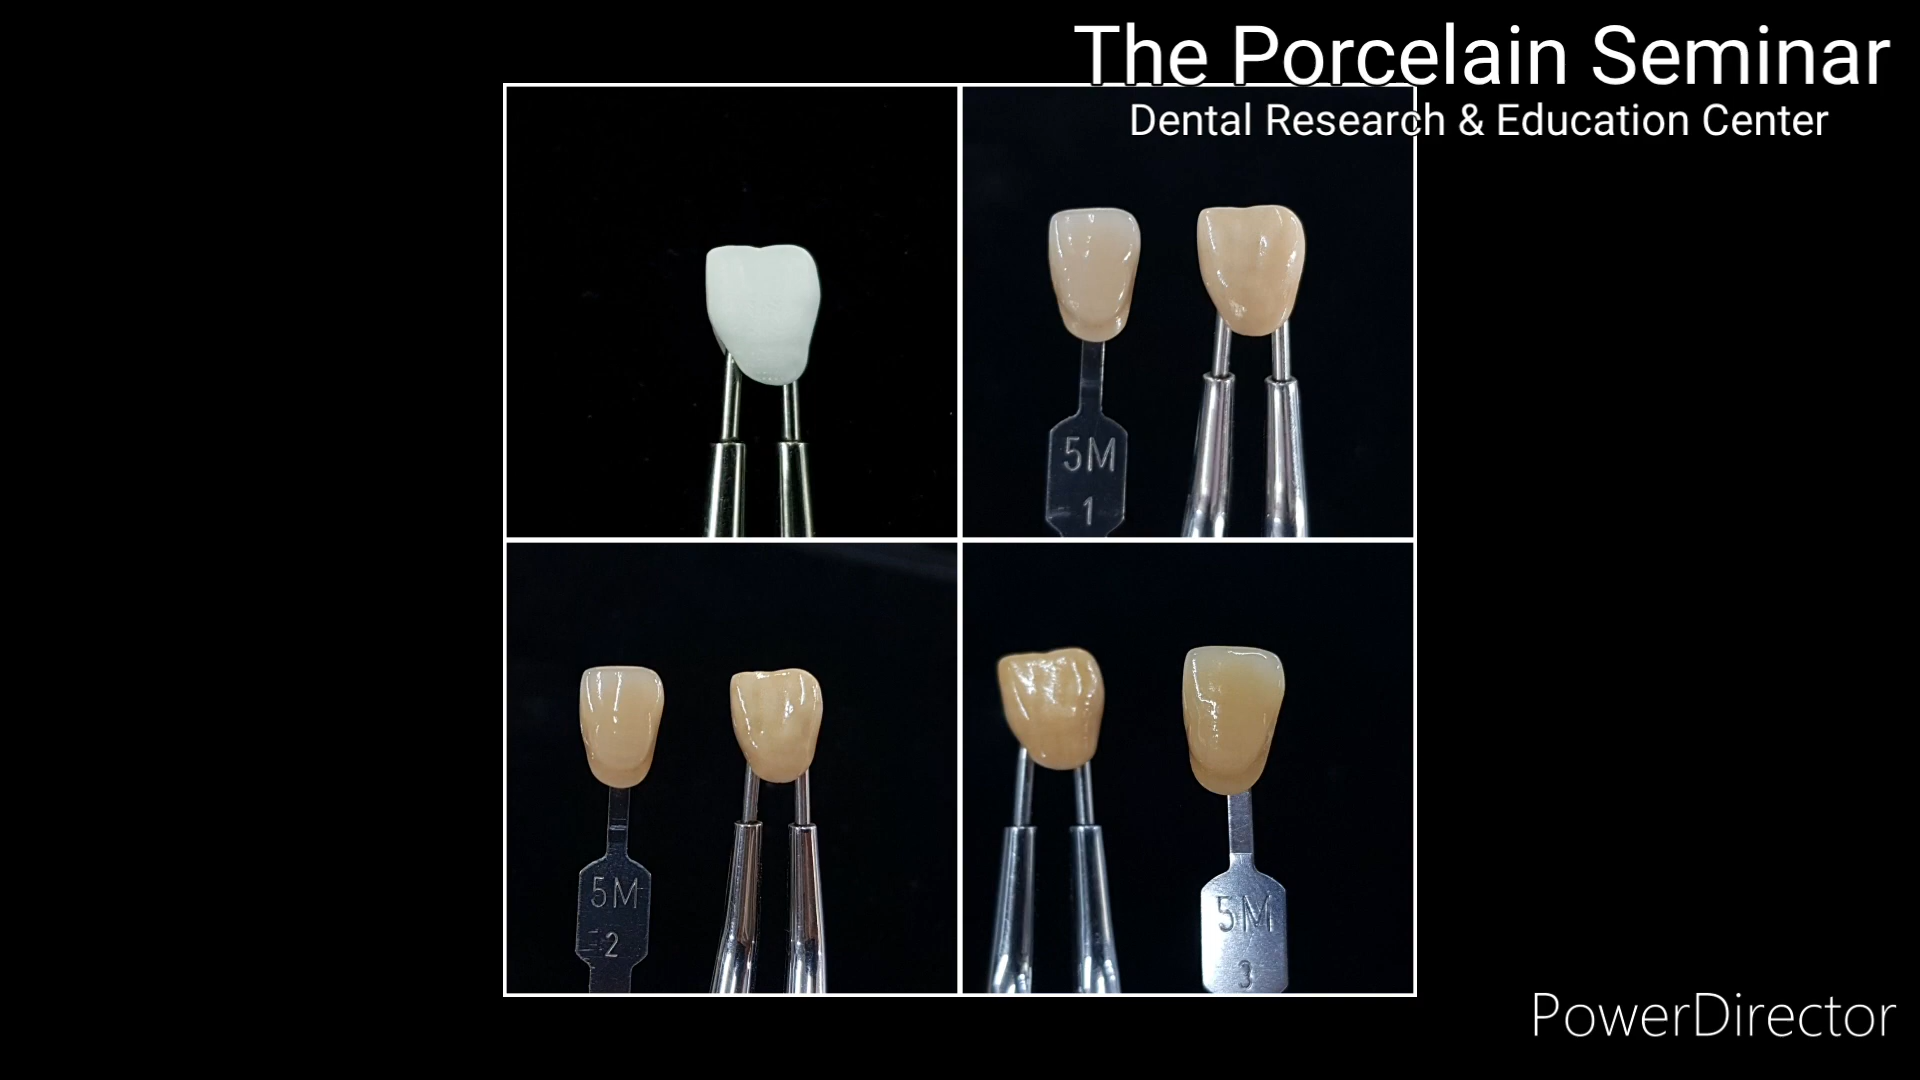 The Porcelain Seminar
Dental Research & Education Center
5M
1
5M
2
5M
3
PowerDirector